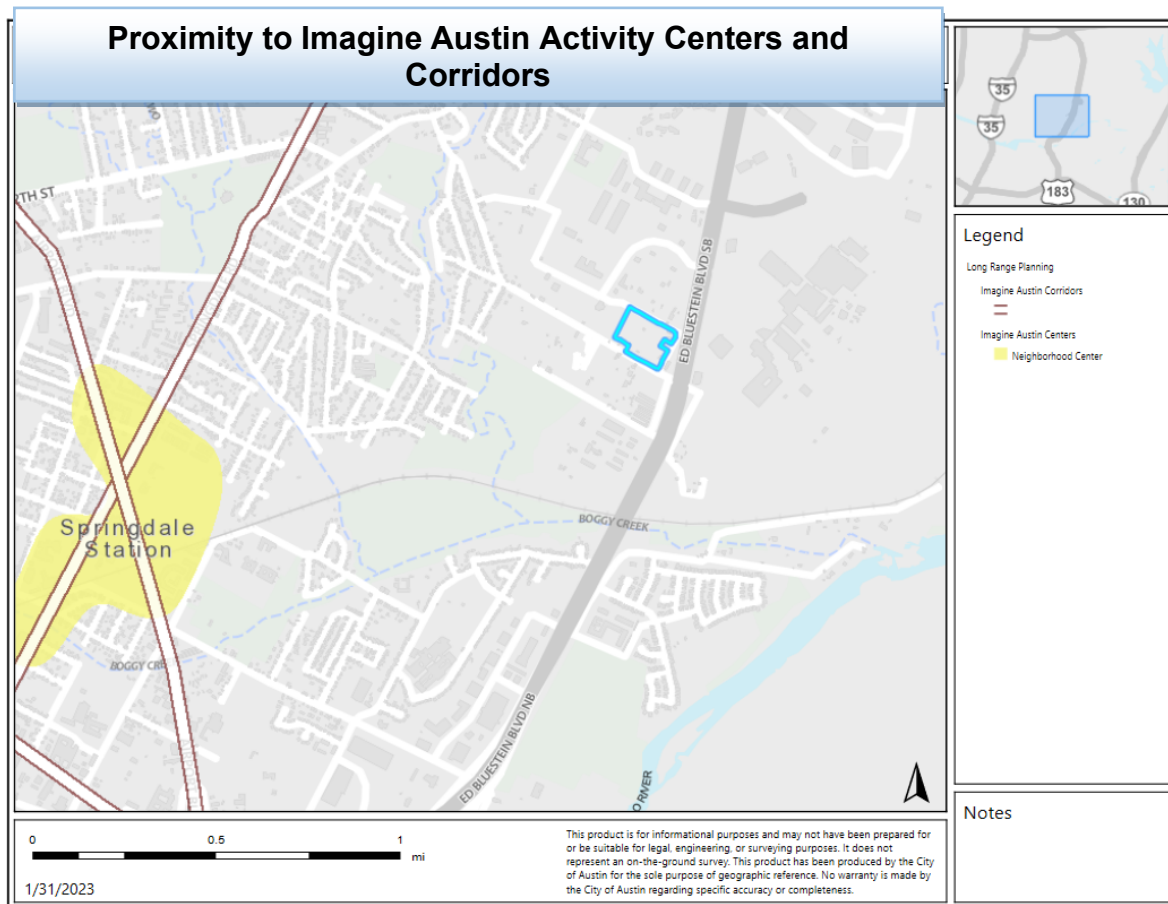 Proximity to Imagine Austin Activity Centers and
Corridors
35
35
183
130
TH ST
ED BLUESTEIN BLVD SB
Springdale
Station
BOGGY CREEK
BOGGY CRE
ED BLUESTEIN BLVD NB
O RIVER
Legend
Long Range Planning
Imagine Austin Corridors
Imagine Austin Centers
Neighborhood Center
Notes
0 0.5 1
mi
1/31/2023
This product is for informational purposes and may not have been prepared for
or be suitable for legal, engineering, or surveying purposes. It does not
represent an on-the-ground survey. This product has been produced by the City
of Austin for the sole purpose of geographic reference. No warranty is made by
the City of Austin regarding specific accuracy or completeness.